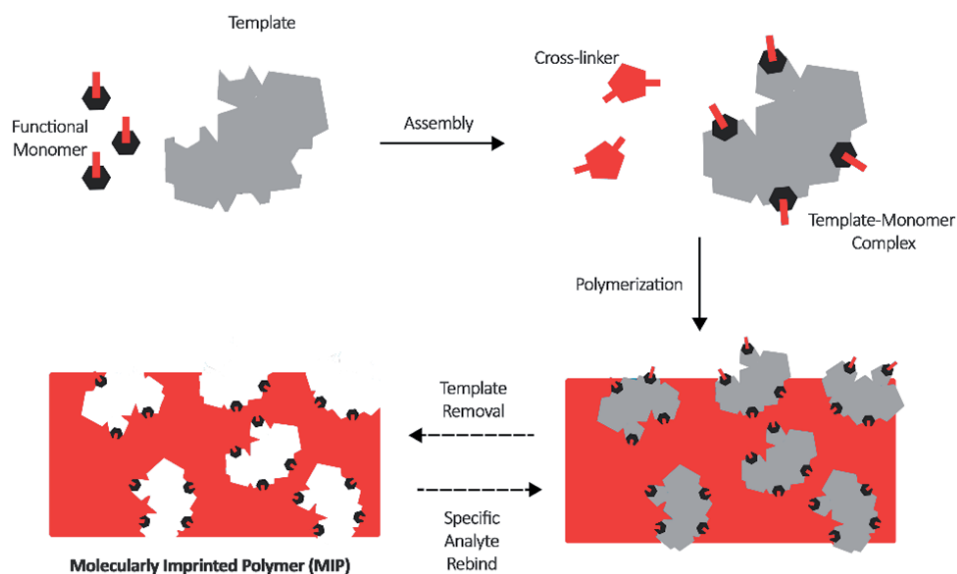 Template
Cross-linker
Functional
Monomer
Assembly
Template-Monomer
Complex
Polymerization
Template
Removal
Specific
Analyte
Rebind
Molecularly Imprinted Polymer (MIP)